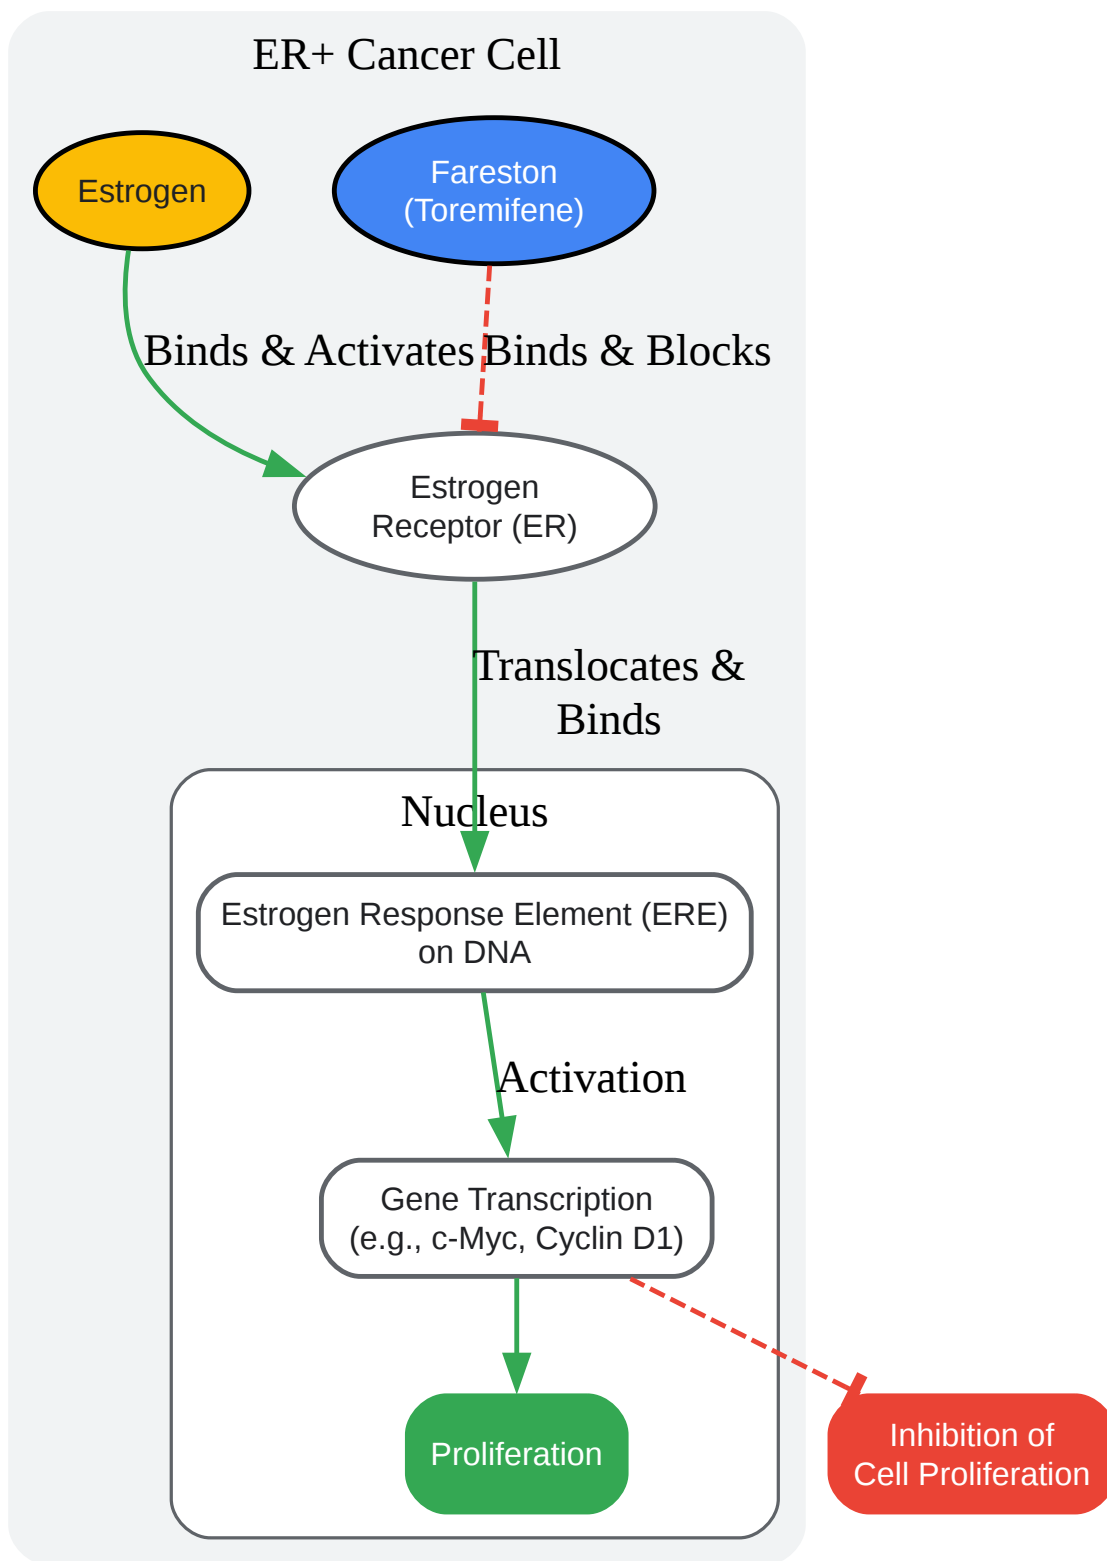 ER+ Cancer Cell
Estrogen
Fareston
(Toremifene)
Binds & Activates
Binds & Blocks
Estrogen
Receptor (ER)
Translocates &
Binds
Nucleus
Estrogen Response Element (ERE)
on DNA
Activation
Gene Transcription
(e.g., c-Myc, Cyclin D1)
Proliferation
Inhibition of
Cell Proliferation